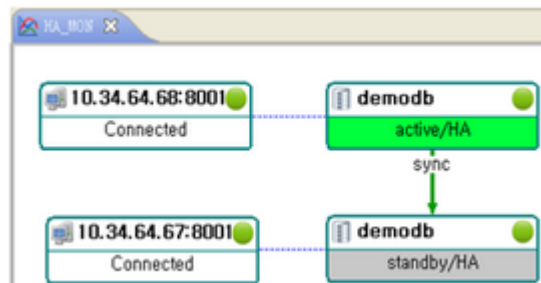 HA_MON
10.34.64.68:8001
demodb
Connected
active/HA
sync
10.34.64.67:8001
demodb
Connected
standby/HA